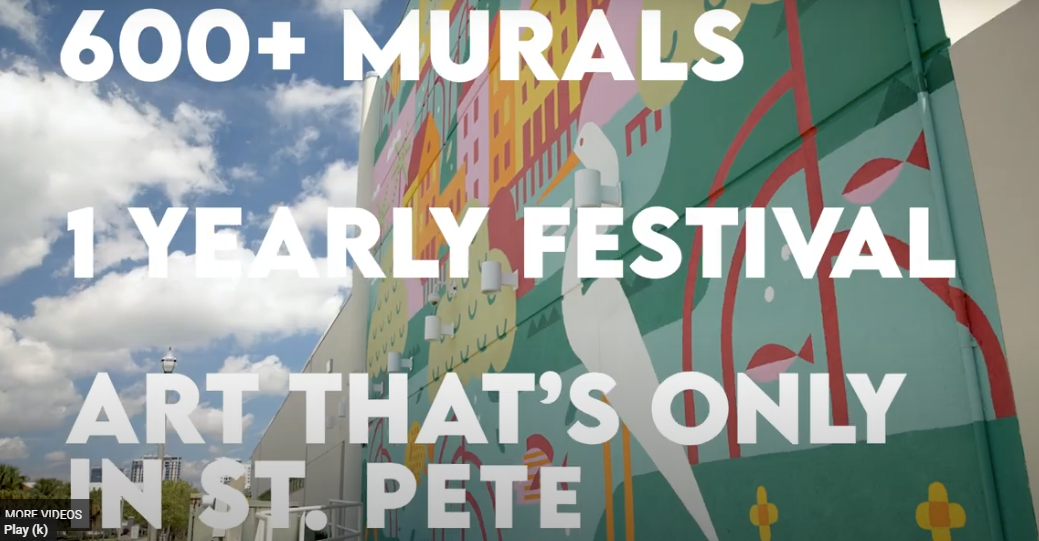 600+ MURALS
1 YEARLY FESTIVAL
ART THAT'S ONLY
IN ST. PETE
MORE VIDEOS
Play (k)